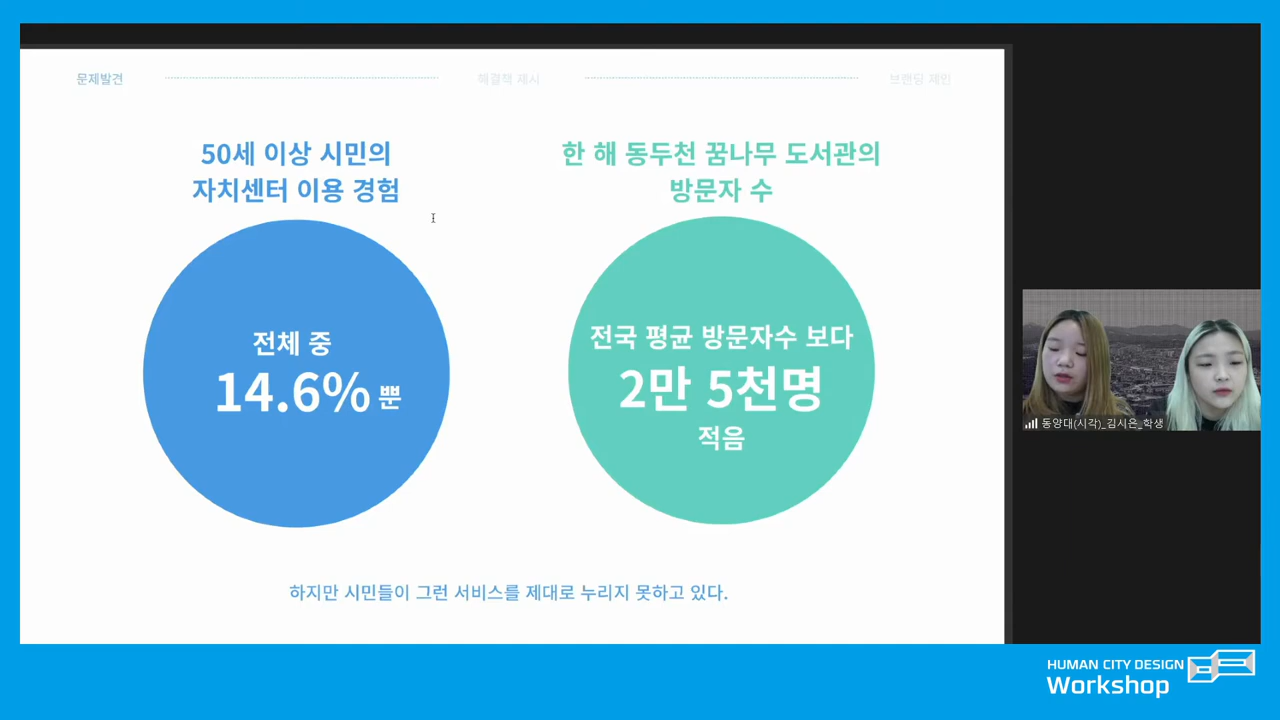 문제발견
해결책 제시
브랜딩 제안
50세 이상 시민의
자치센터 이용 경험
한 해 동두천 꿈나무 도서관의
방문자 수
전체 중
14.6% 뿐
전국 평균 방문자수 보다
2만 5천명
적음
하지만 시민들이 그런 서비스를 제대로 누리지 못하고 있다.
동양대(시각)_김시은_학생
HUMAN CITY DESIGN
Workshop